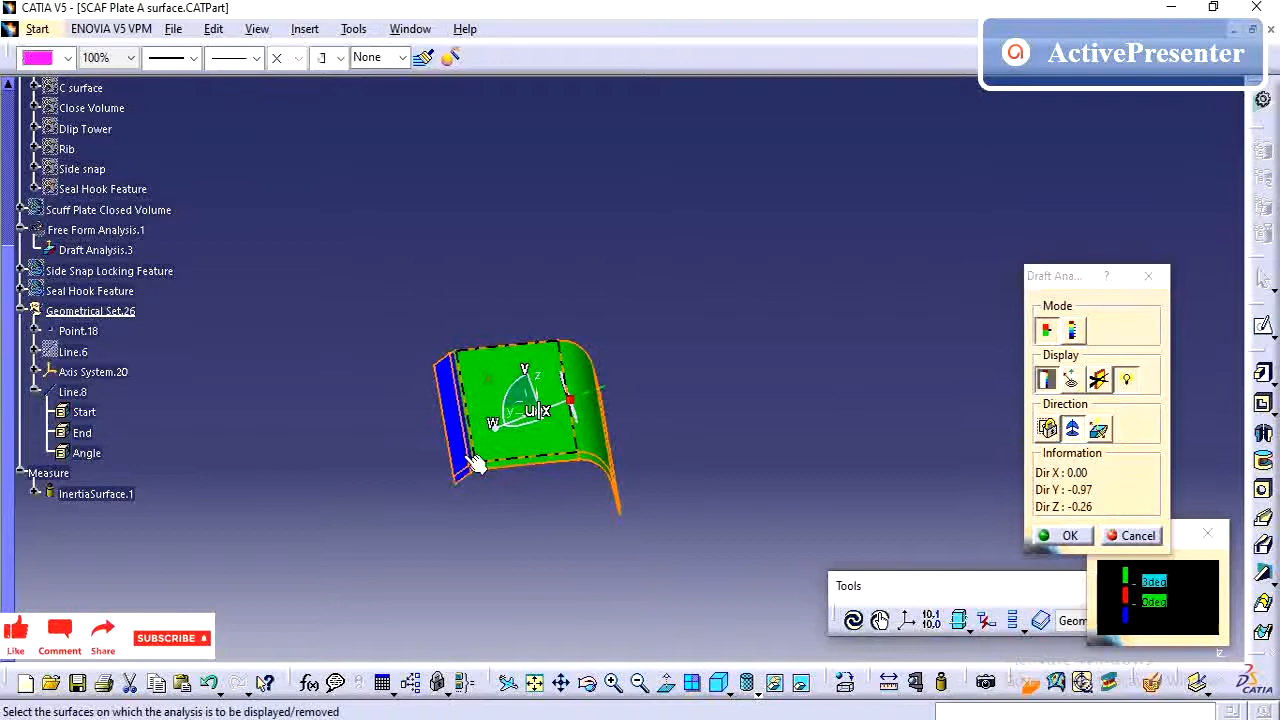 CATIA V5 - [SCAF Plate A surface.CATPart]
Start ENOVIA V5 VPM File Edit View Insert Tools Window Help
ActivePresenter
100% None
C surface
Close Volume
Dlip Tower
Rib
Side snap
Seal Hook Feature
Scuff Plate Closed Volume
Free Form Analysis.1
Draft Analysis.3
Side Snap Locking Feature
Seal Hook Feature
Geometrical Set.26
Point.18
Line.6
Axis System.20
Line.8
Start
End
Angle
Measure
InertiaSurface.1
v
z
y
u x
w
Draft Ana... ?
Mode
Display
Direction
Information
Dir X : 0.00
Dir Y : -0.97
Dir Z : -0.26
OK Cancel
3deg
0deg
Tools
10.1
10.0
Geom
Like Comment Share SUBSCRIBE
f(x)
CATIA
Select the surfaces on which the analysis is to be displayed/removed